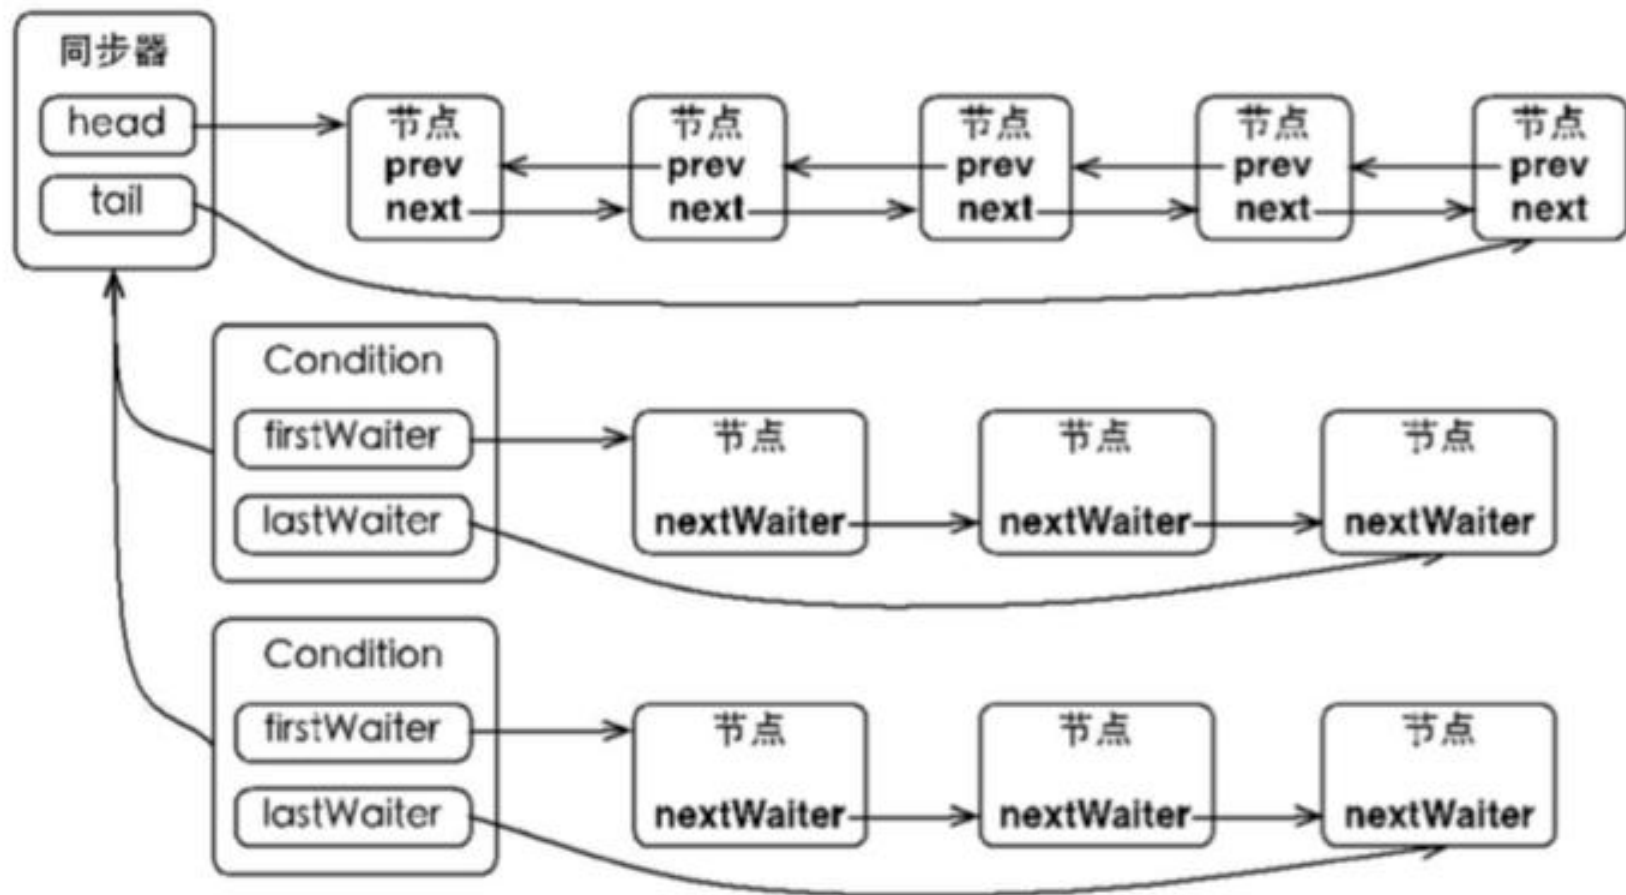 同步器
head
tail
节点 节点 节点 节点 节点
prev prev prev prev prev
next next next next next
Condition
firstWaiter
lastWaiter
节点 节点 节点
nextWaiter nextWaiter nextWaiter
Condition
firstWaiter
lastWaiter
节点 节点 节点
nextWaiter nextWaiter nextWaiter